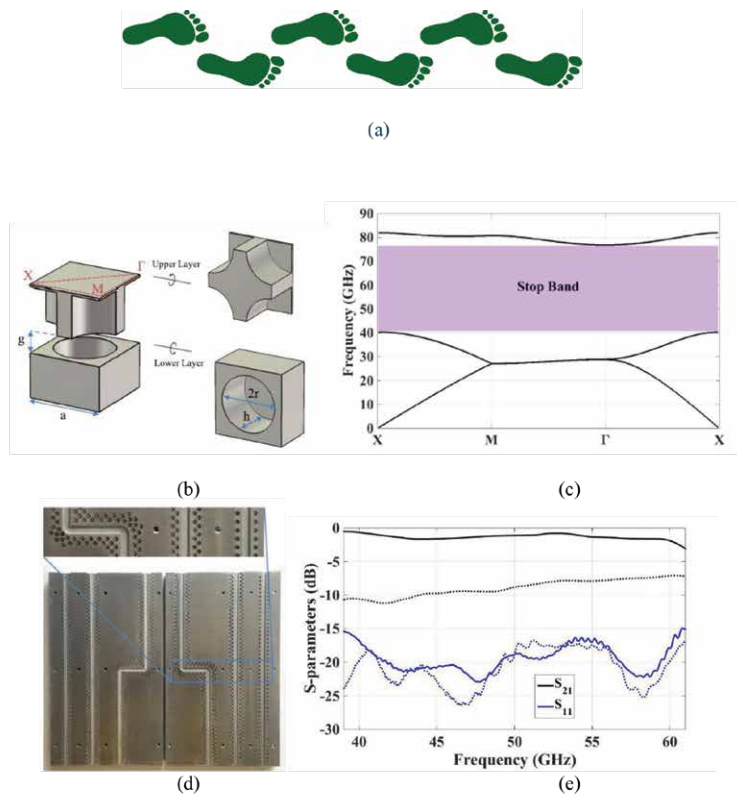 (a)
X
Γ
Upper Layer
M
g
Lower Layer
a
2r
h
(b)
90
80
70
60
50
40
30
20
10
0
Frequency (GHz)
Stop Band
X
M
Γ
X
(c)
(d)
0
-5
-10
-15
-20
-25
-30
S-parameters (dB)
S21
S11
40
45
50
55
60
Frequency (GHz)
(e)